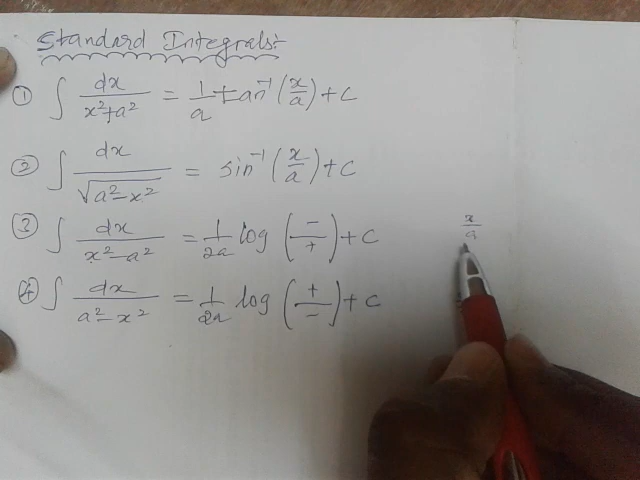 Standard Integrals:-
① ∫ dx / (x²+a²) = 1/a tan⁻¹(x/a) + c
② ∫ dx / √(a²-x²) = sin⁻¹(x/a) + c
③ ∫ dx / (x²-a²) = 1/2a log(-/+) + c
④ ∫ dx / (a²-x²) = 1/2a log(+/-) + c
x/a